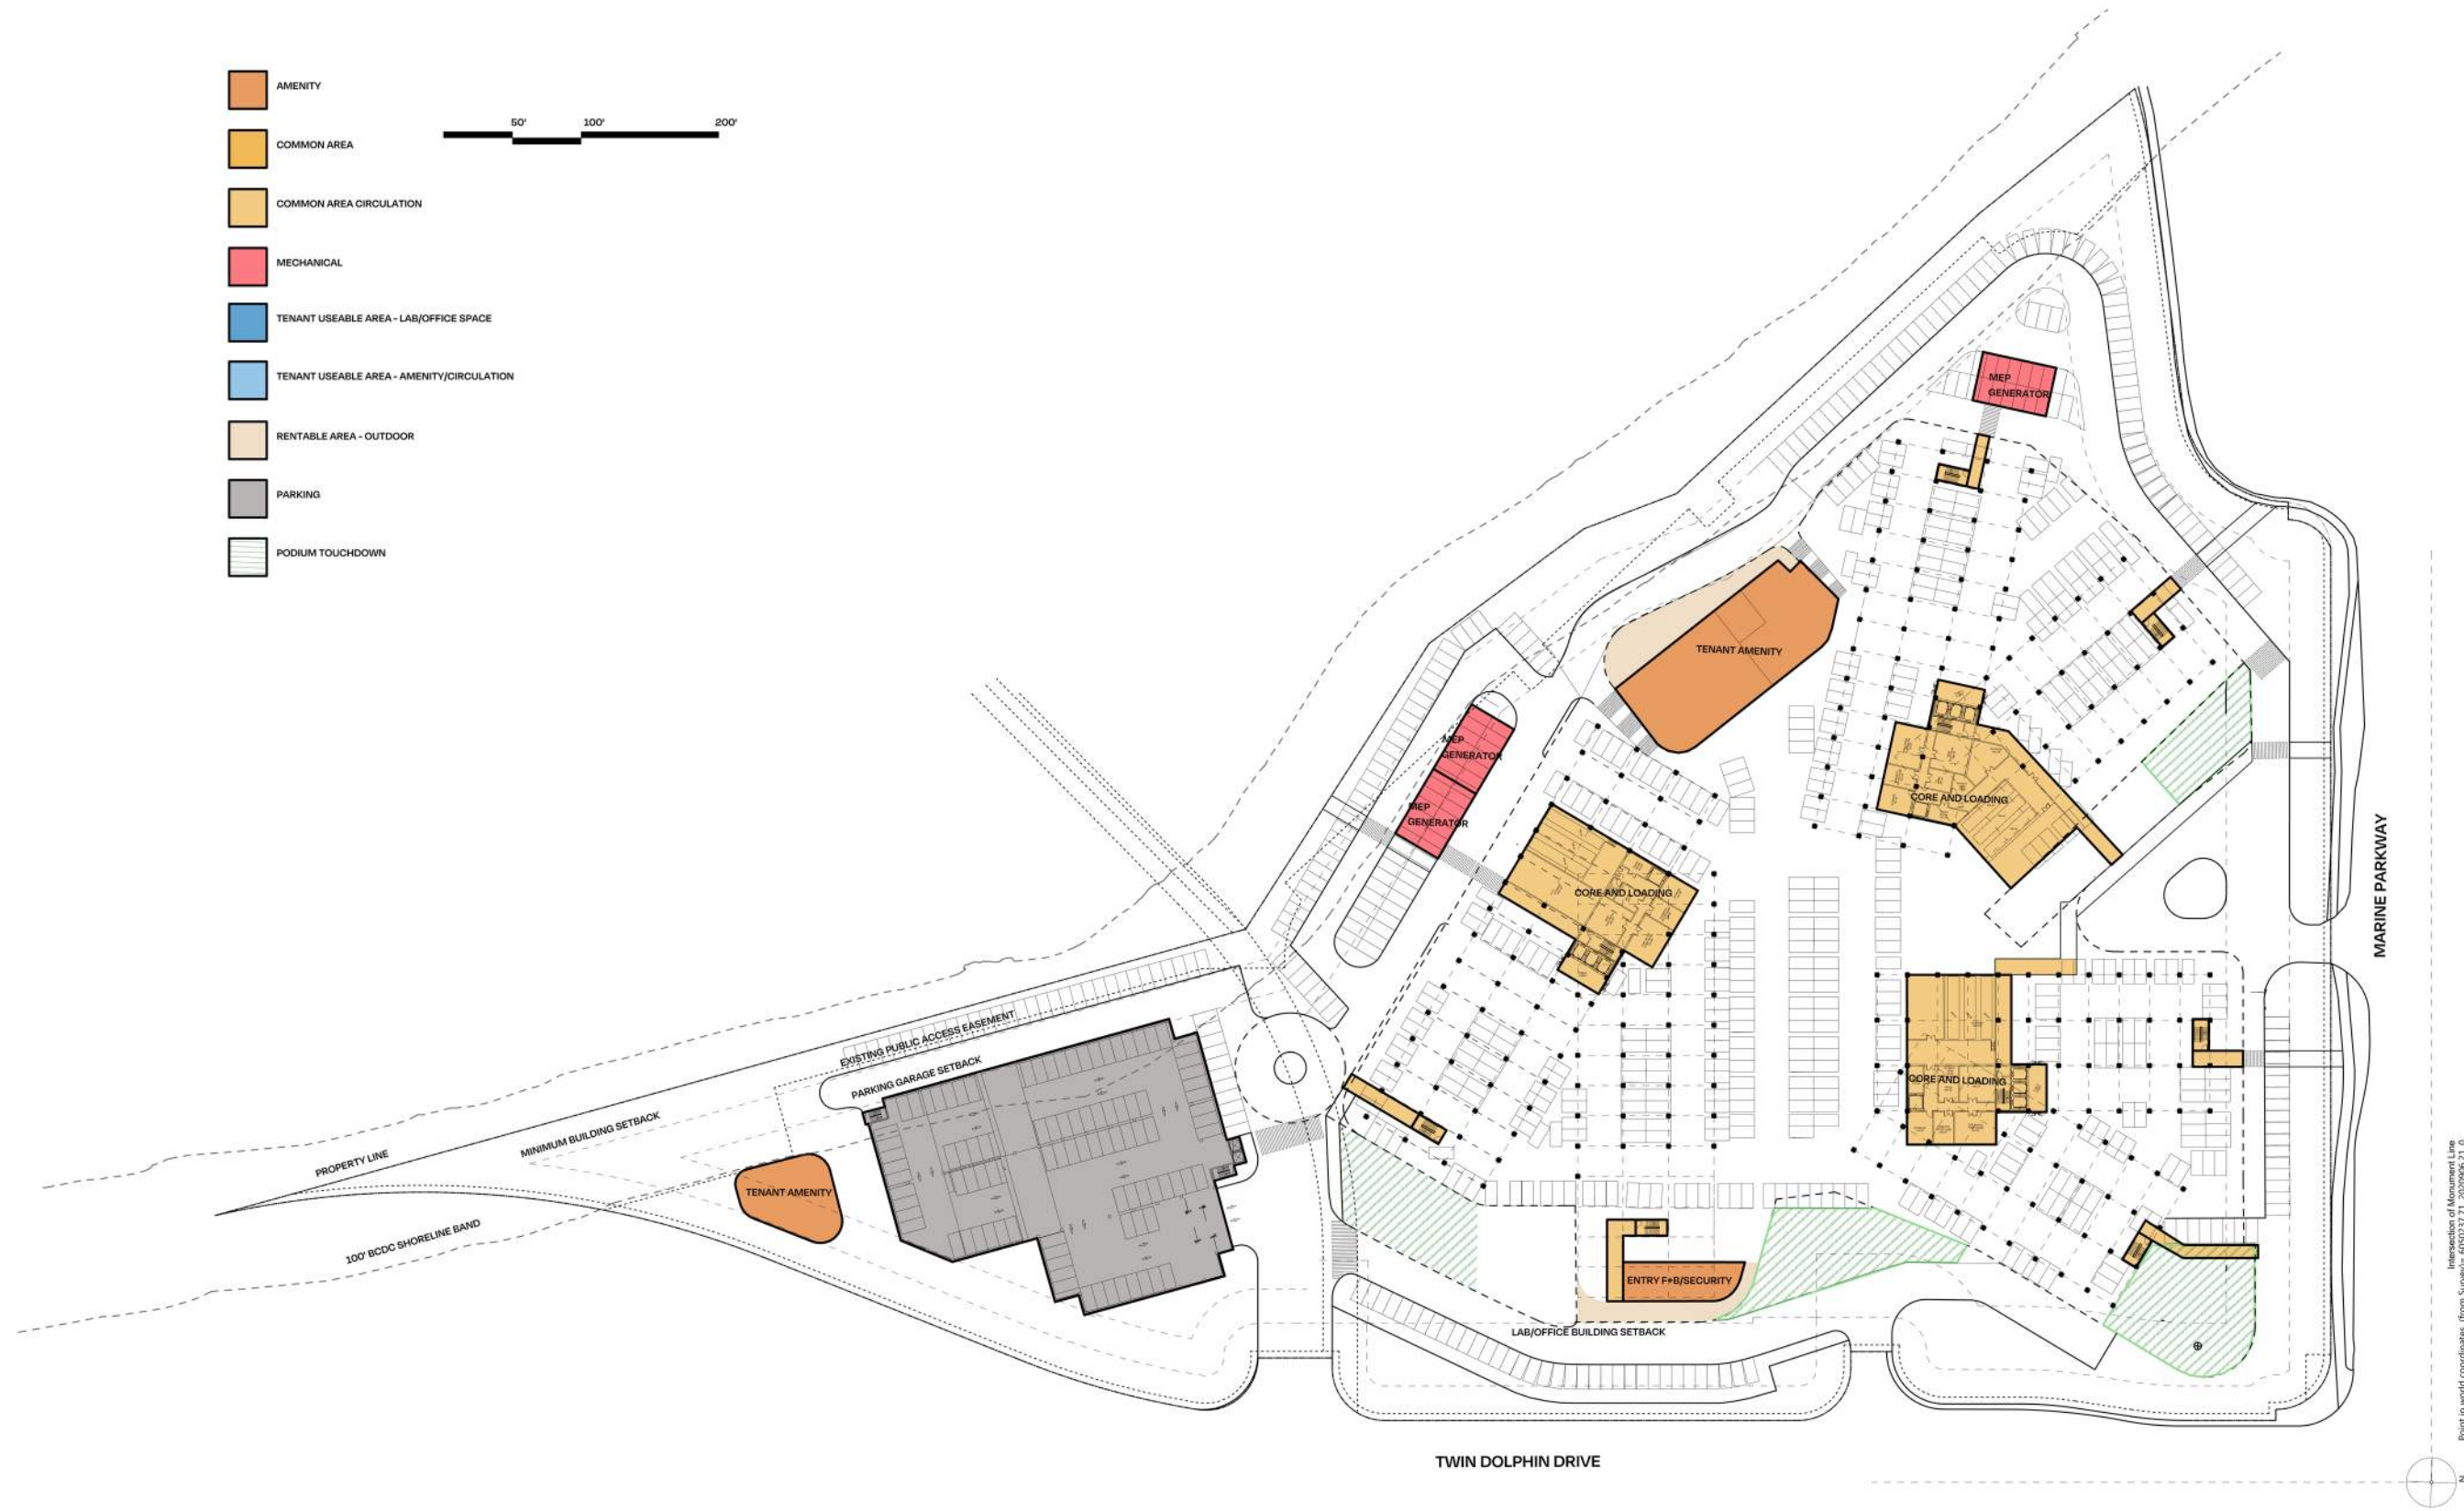 AMENITY
50' 100' 200'
COMMON AREA
COMMON AREA CIRCULATION
MECHANICAL
TENANT USEABLE AREA - LAB/OFFICE SPACE
TENANT USEABLE AREA - AMENITY/CIRCULATION
RENTABLE AREA - OUTDOOR
PARKING
PODIUM TOUCHDOWN
MEP
GENERATOR
TENANT AMENITY
MEP
GENERATOR
MEP
GENERATOR
CORE AND LOADING
CORE AND LOADING
CORE AND LOADING
MARINE PARKWAY
EXISTING PUBLIC ACCESS EASEMENT
PARKING GARAGE SETBACK
MINIMUM BUILDING SETBACK
PROPERTY LINE
TENANT AMENITY
100' BCDC SHORELINE BAND
ENTRY F+B/SECURITY
LAB/OFFICE BUILDING SETBACK
TWIN DOLPHIN DRIVE
Intersection of Monument Line